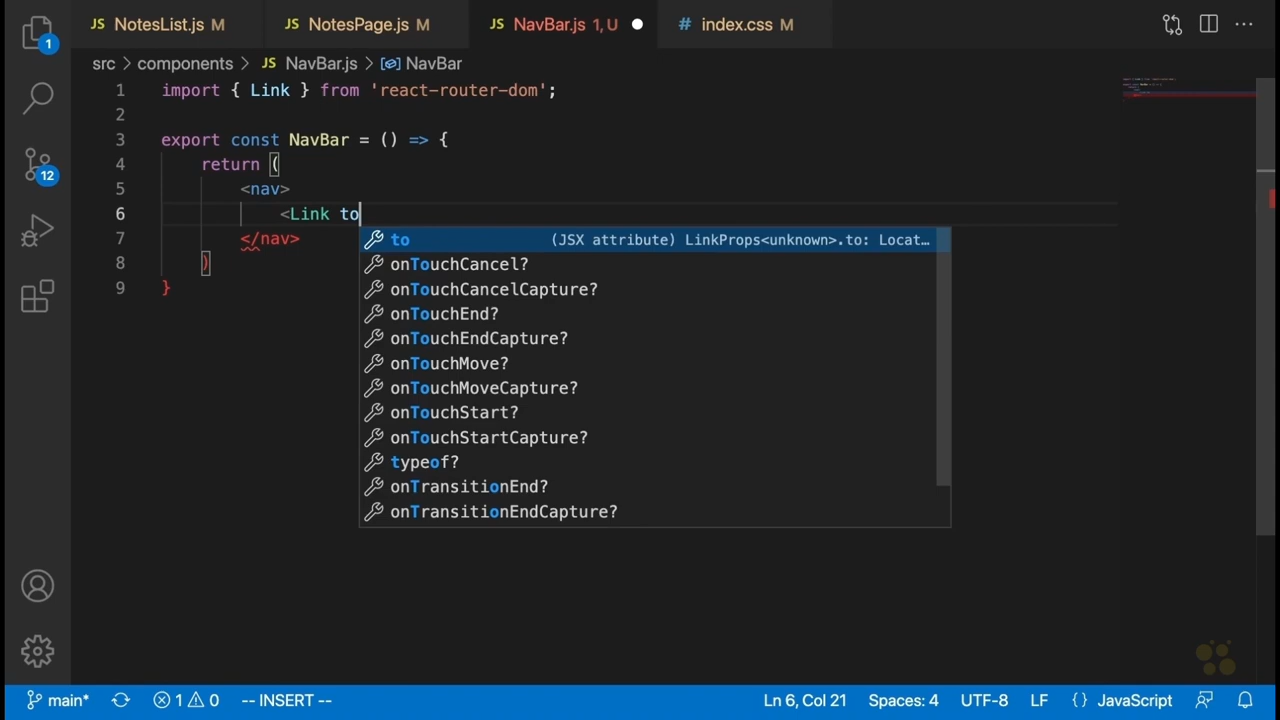 JS NotesList.js M
JS NotesPage.js M
JS NavBar.js 1, U
# index.css M
src > components > JS NavBar.js > NavBar
1 import { Link } from 'react-router-dom';
2
3 export const NavBar = () => {
4 return (
5 <nav>
6 <Link to
7 </nav>
8 )
9 }
to (JSX attribute) LinkProps<unknown>.to: Locat…
onTouchCancel?
onTouchCancelCapture?
onTouchEnd?
onTouchEndCapture?
onTouchMove?
onTouchMoveCapture?
onTouchStart?
onTouchStartCapture?
typeof?
onTransitionEnd?
onTransitionEndCapture?
1
12
main* 1 0 -- INSERT -- Ln 6, Col 21 Spaces: 4 UTF-8 LF {} JavaScript